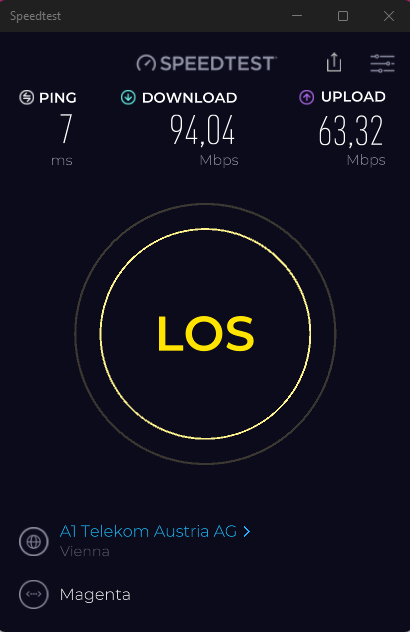 Speedtest
SPEEDTEST
PING
DOWNLOAD
UPLOAD
7
94,04
63,32
ms
Mbps
Mbps
LOS
A1 Telekom Austria AG
Vienna
Magenta